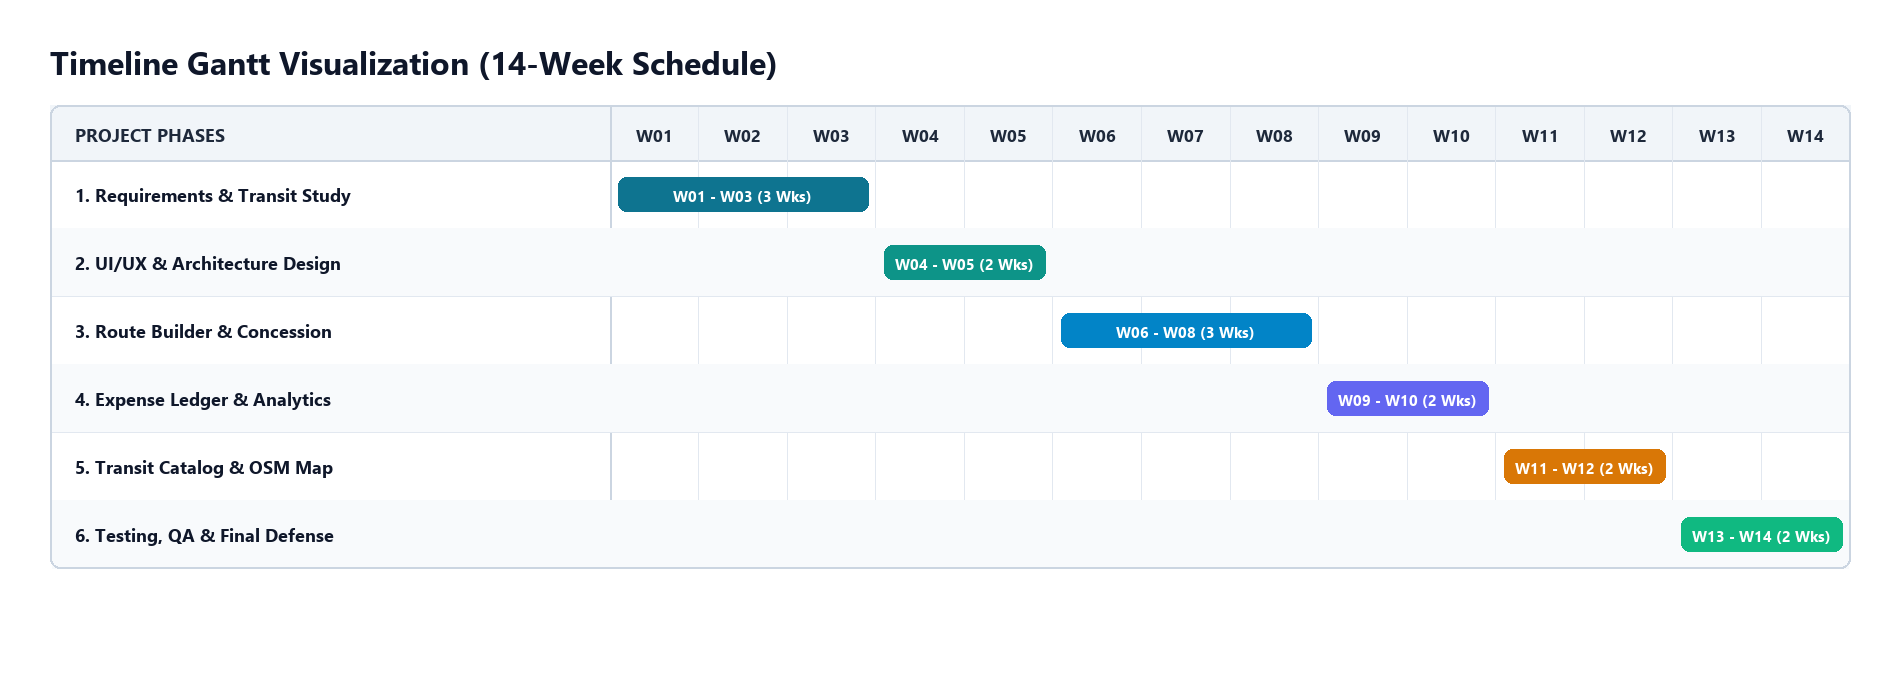 Timeline Gantt Visualization (14-Week Schedule)
PROJECT PHASES W01 W02 W03 W04 W05 W06 W07 W08 W09 W10 W11 W12 W13 W14
1. Requirements & Transit Study W01 - W03 (3 Wks)
2. UI/UX & Architecture Design W04 - W05 (2 Wks)
3. Route Builder & Concession W06 - W08 (3 Wks)
4. Expense Ledger & Analytics W09 - W10 (2 Wks)
5. Transit Catalog & OSM Map W11 - W12 (2 Wks)
6. Testing, QA & Final Defense W13 - W14 (2 Wks)